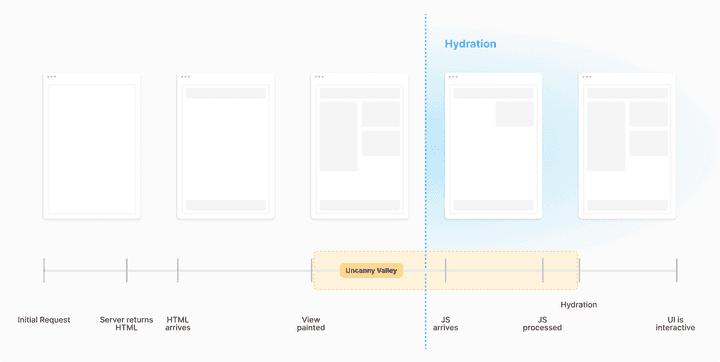 Hydration
Uncanny Valley
Hydration
Initial Request
Server returns
HTML
HTML
arrives
View
painted
JS
arrives
JS
processed
UI is
interactive